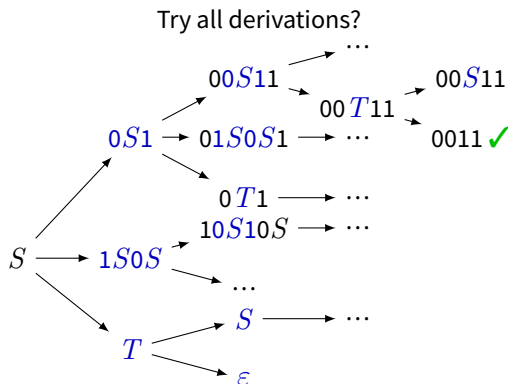 Try all derivations?
...
00S11
00S11
00T11
0S1
01S0S1
...
0011 ✓
0T1
...
10S10S
...
S
1S0S
...
S
...
T
ε